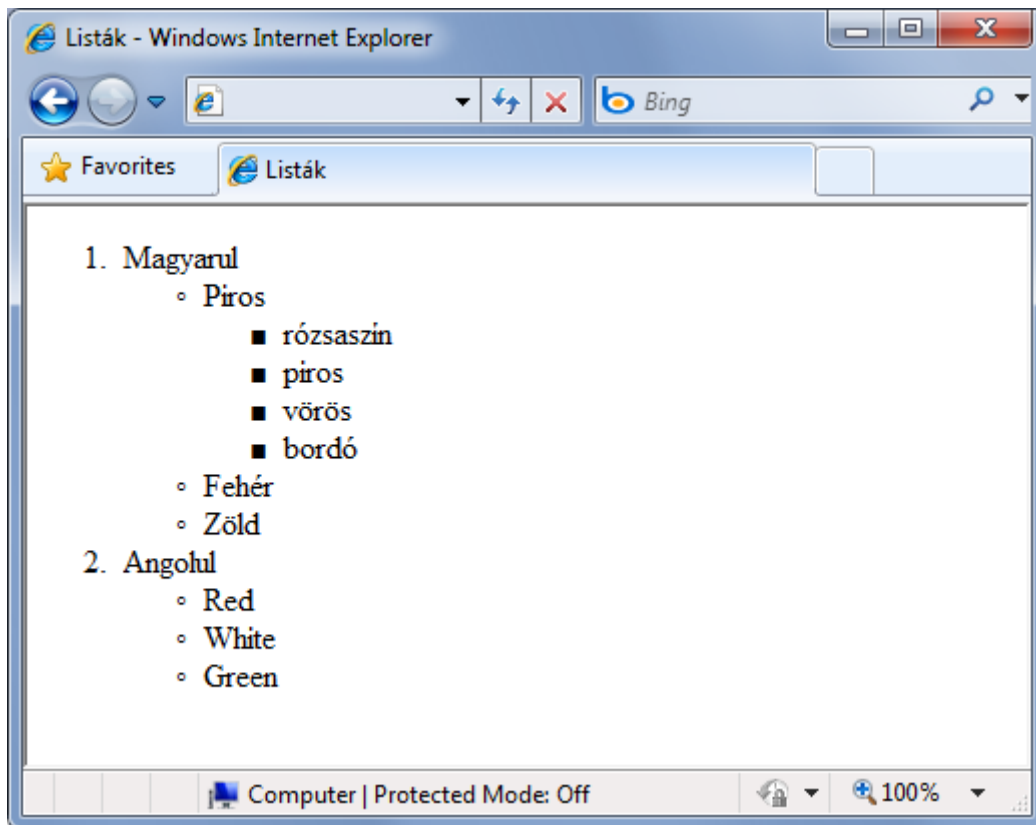 Listák - Windows Internet Explorer
Bing
Favorites
Listák
1. Magyarul
Piros
rózsaszín
piros
vörös
bordó
Fehér
Zöld
2. Angolul
Red
White
Green
Computer | Protected Mode: Off
100%